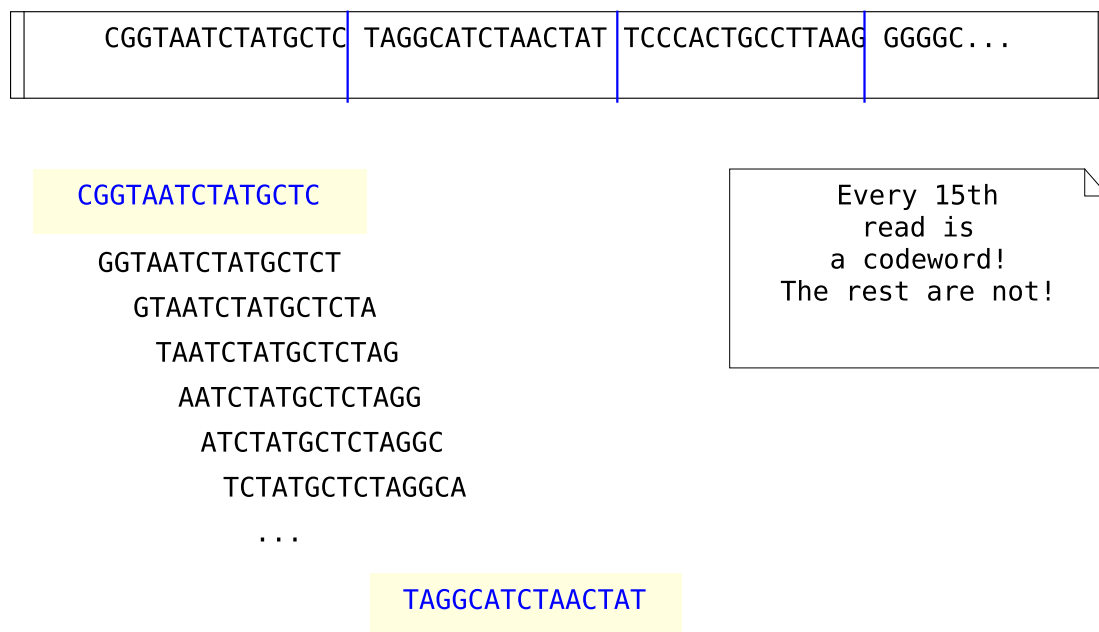 CGGTAATCTATGCTC TAGGCATCTAACTAT TCCCACTGCCTTAAG GGGGC...
CGGTAATCTATGCTC
GGTAATCTATGCTCT
GTAATCTATGCTCTA
TAATCTATGCTCTAG
AATCTATGCTCTAGG
ATCTATGCTCTAGGC
TCTATGCTCTAGGCA
...
TAGGCATCTAACTAT
Every 15th
read is
a codeword!
The rest are not!